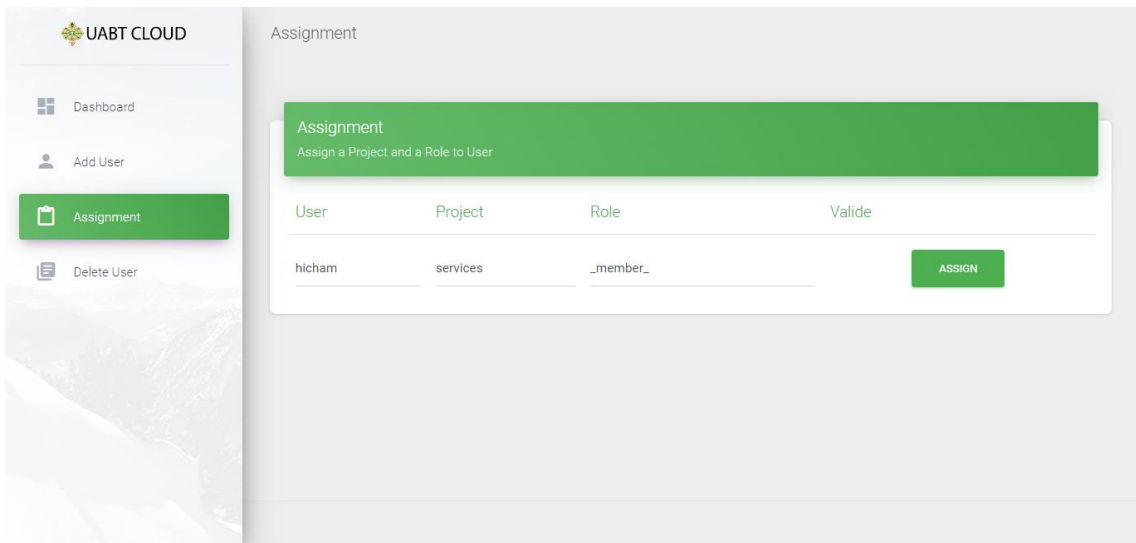 UABT CLOUD
Dashboard
Add User
Assignment
Delete User
Assignment
Assignment
Assign a Project and a Role to User
User Project Role Valide
hicham services _member_ ASSIGN